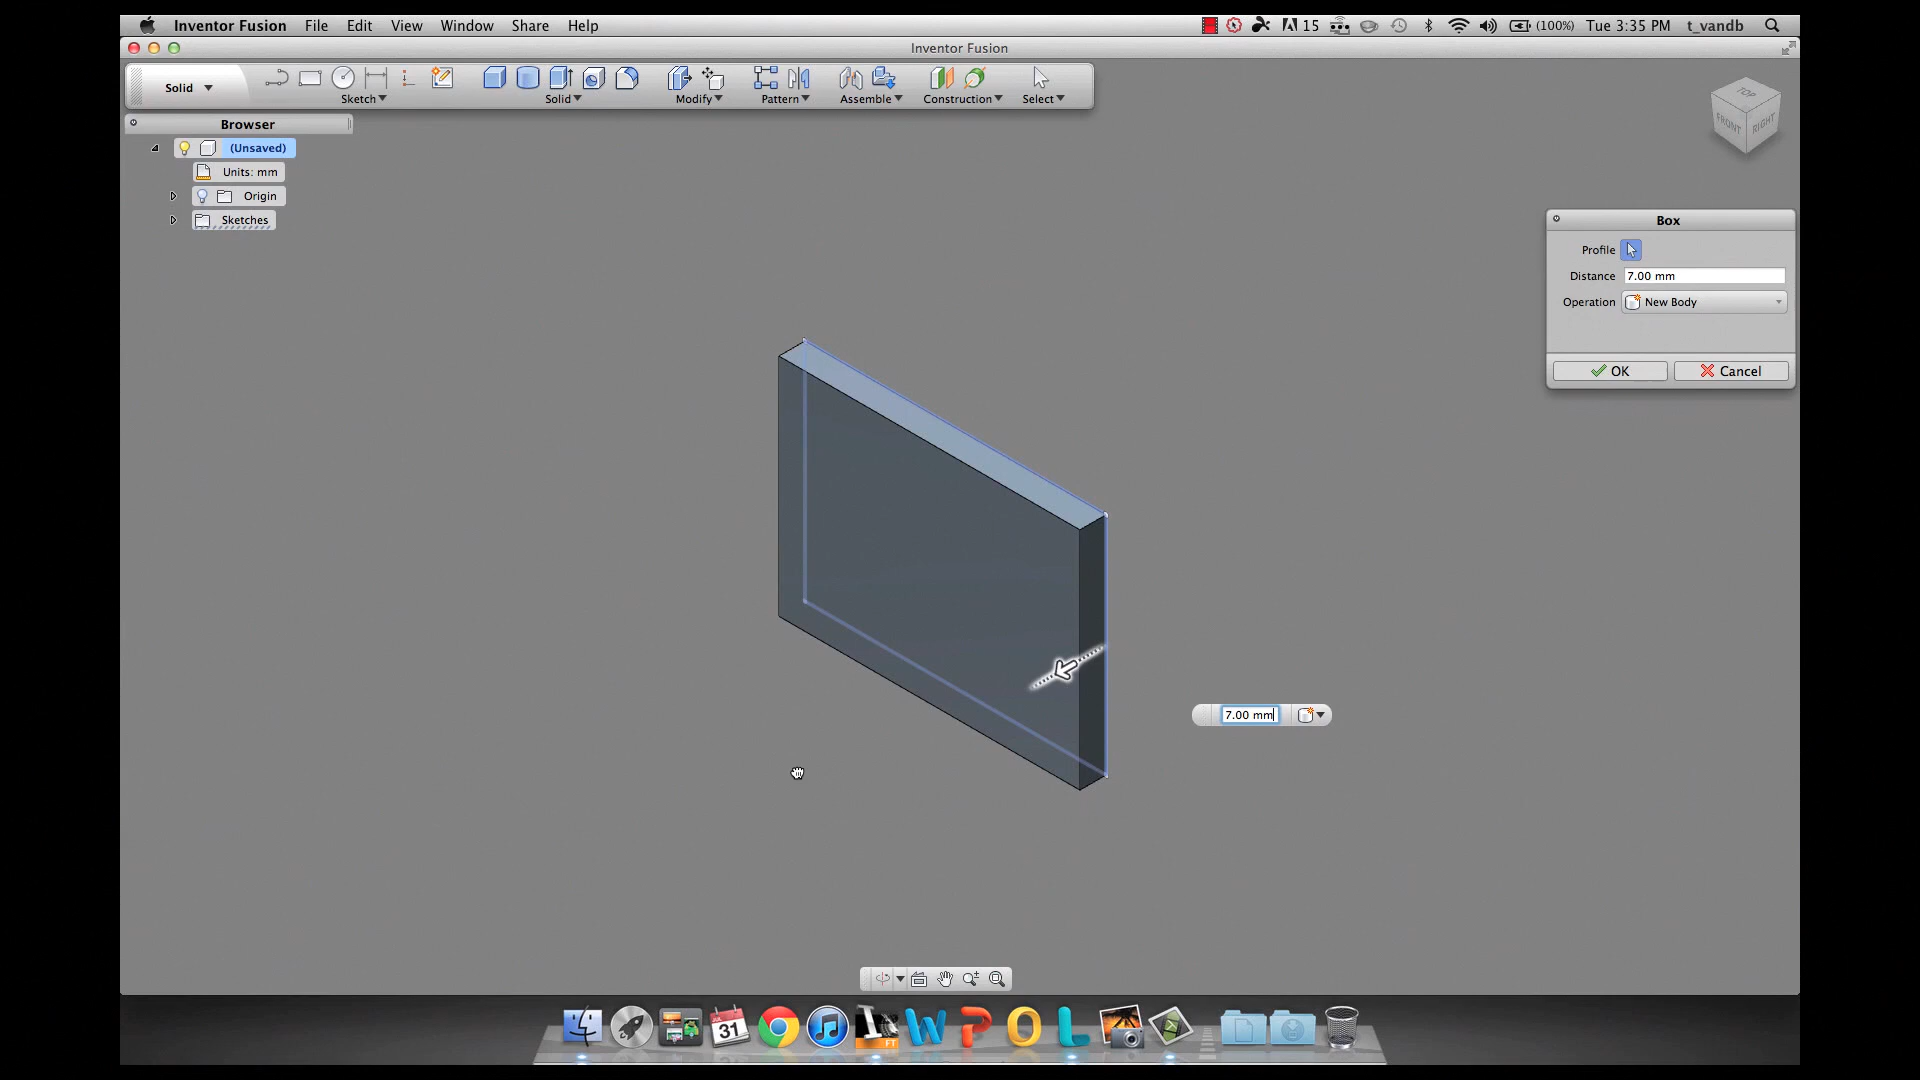 Inventor Fusion File Edit View Window Share Help 15 (100%) Tue 3:35 PM t_vandb
Inventor Fusion
Solid
Sketch Solid Modify Pattern Assemble Construction Select
TOP
FRONT RIGHT
Browser
(Unsaved)
Units: mm
Origin
Sketches
Box
Profile
Distance 7.00 mm
Operation New Body
OK Cancel
7.00 mm
JUL
31
FT
W P O L